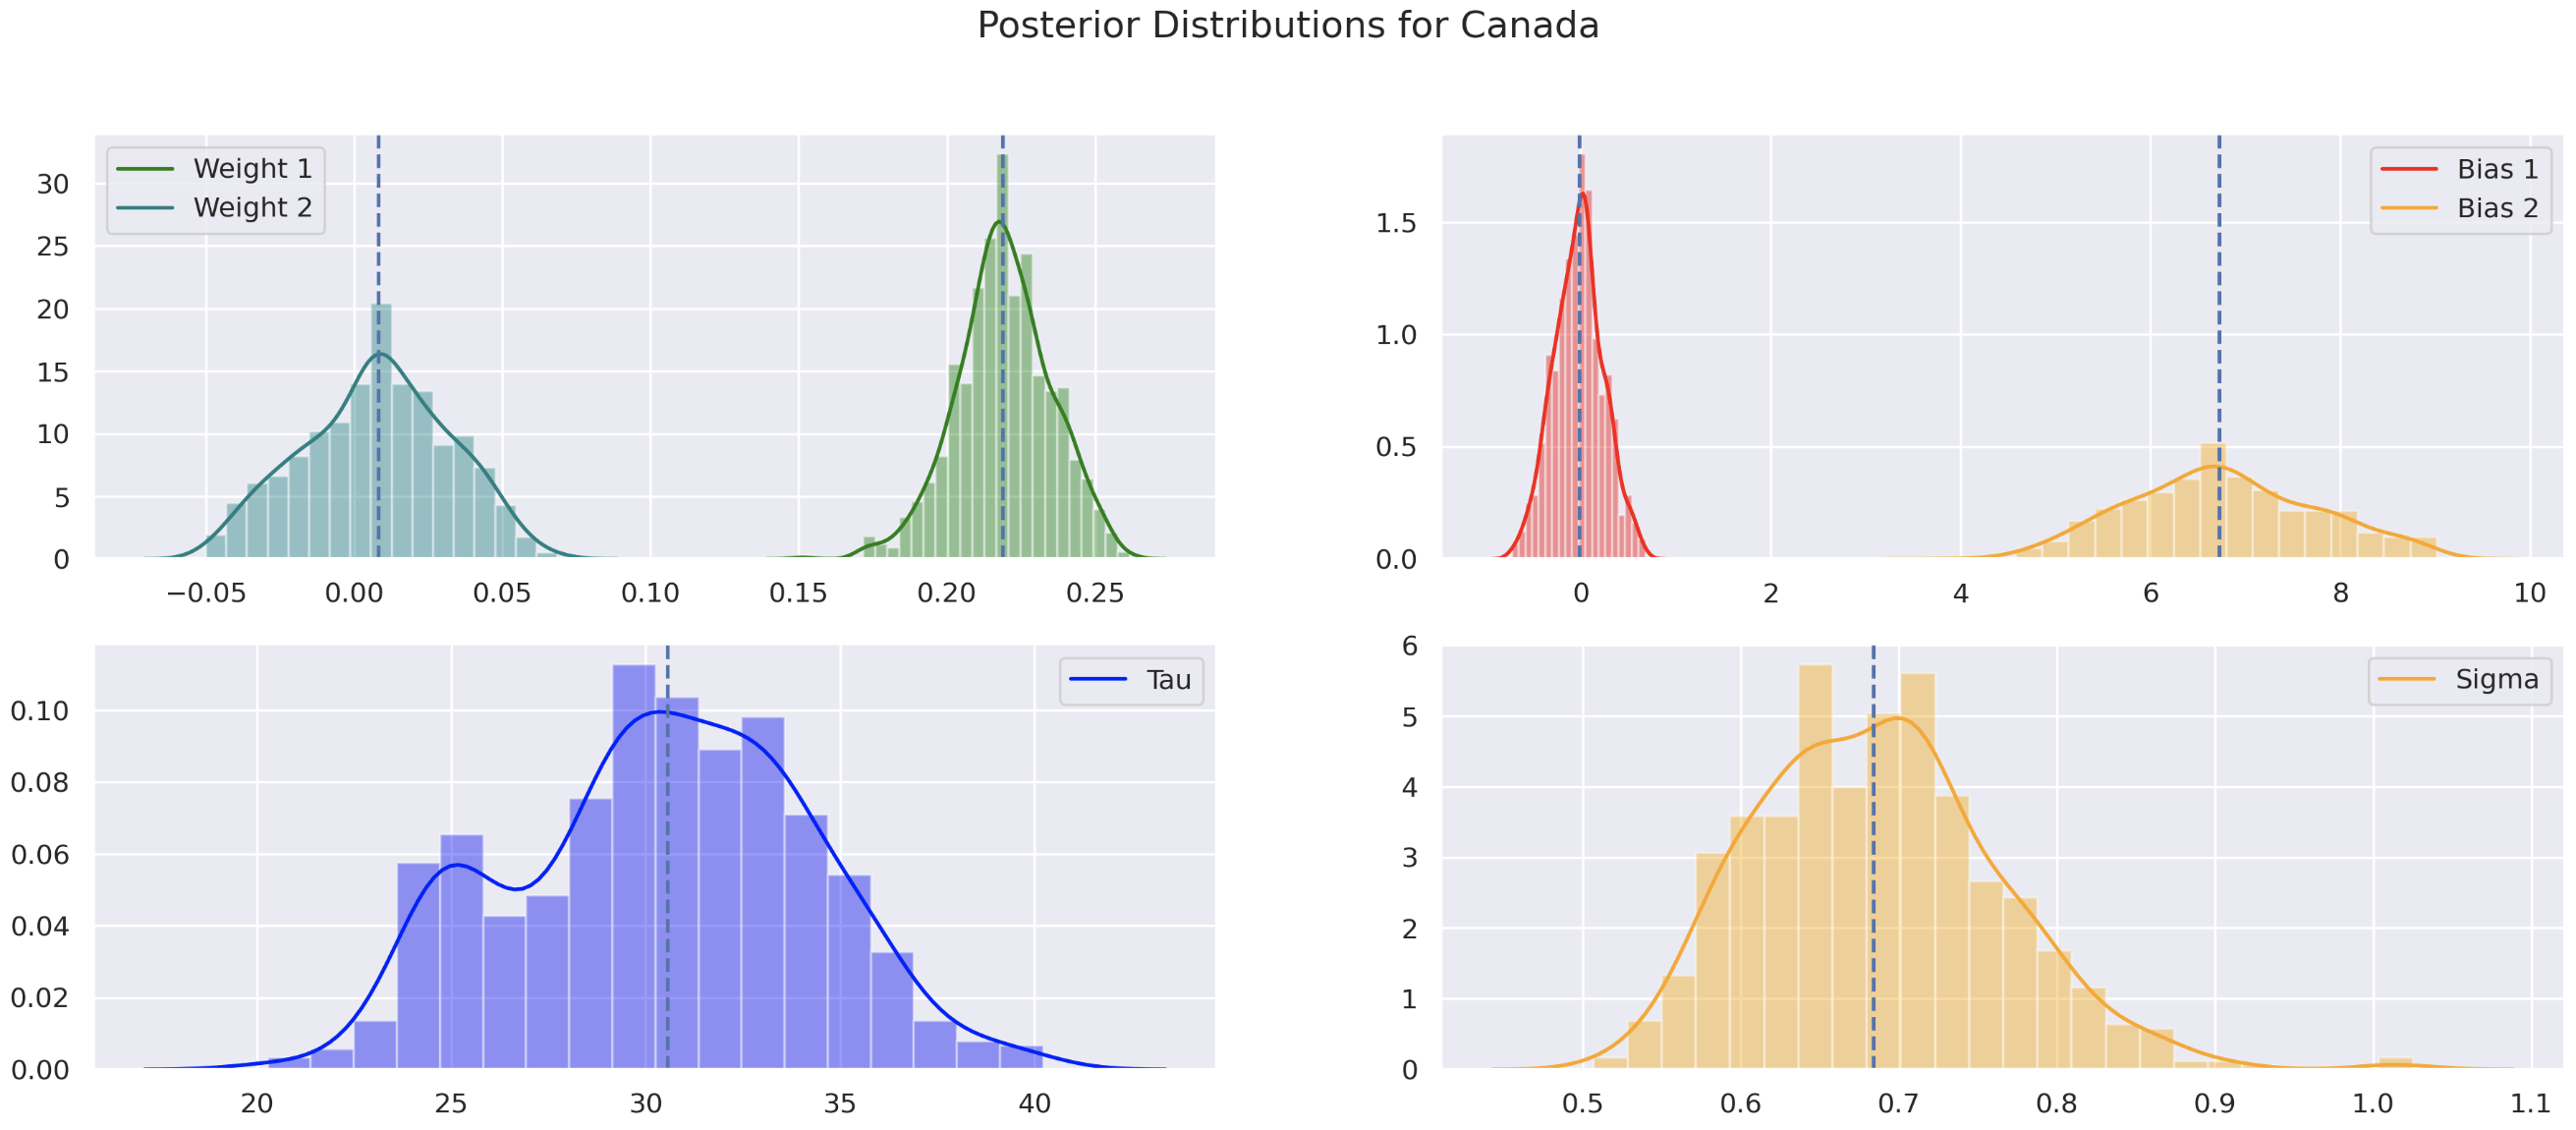 Posterior Distributions for Canada
Weight 1
Weight 2
30
25
20
15
10
5
0
−0.05 0.00 0.05 0.10 0.15 0.20 0.25
Bias 1
Bias 2
1.5
1.0
0.5
0.0
0 2 4 6 8 10
Tau
0.10
0.08
0.06
0.04
0.02
0.00
20 25 30 35 40
Sigma
6
5
4
3
2
1
0
0.5 0.6 0.7 0.8 0.9 1.0 1.1